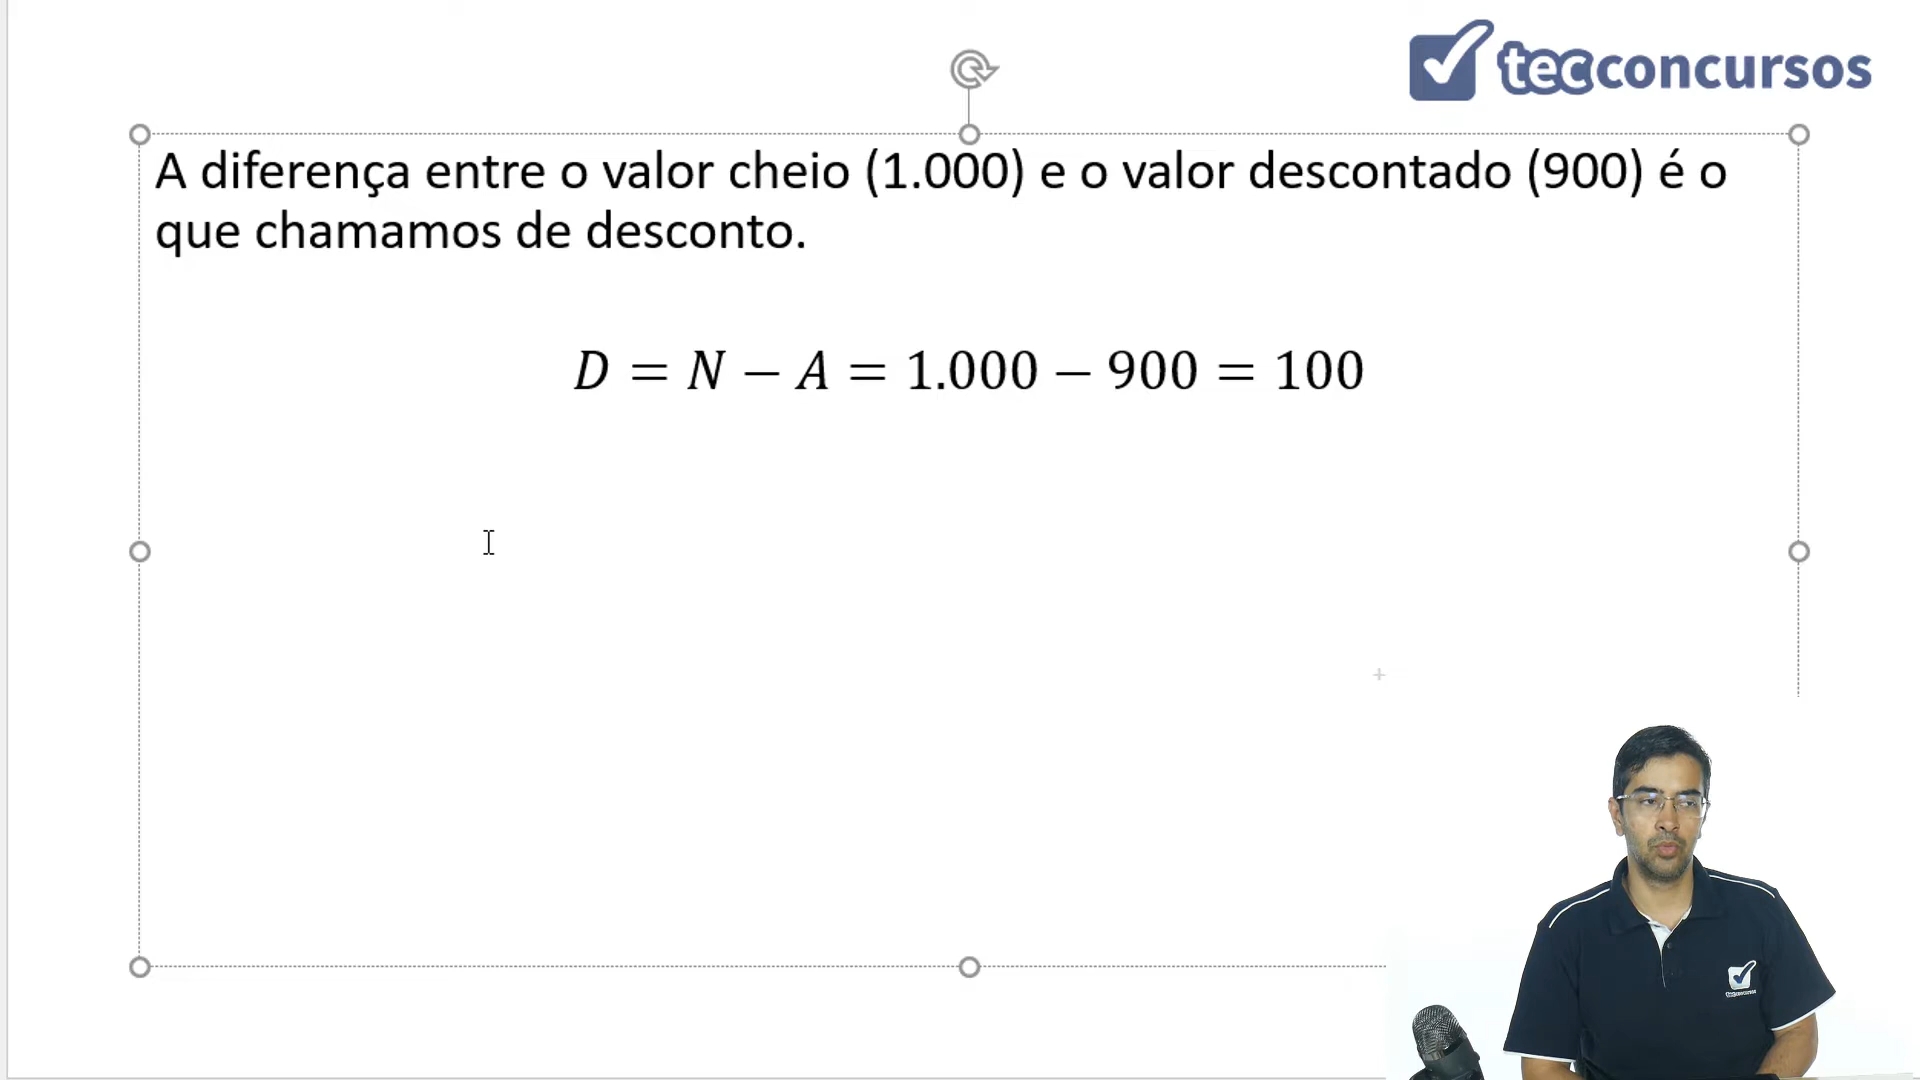 tecconcursos
A diferença entre o valor cheio (1.000) e o valor descontado (900) é o
que chamamos de desconto.
D = N − A = 1.000 − 900 = 100